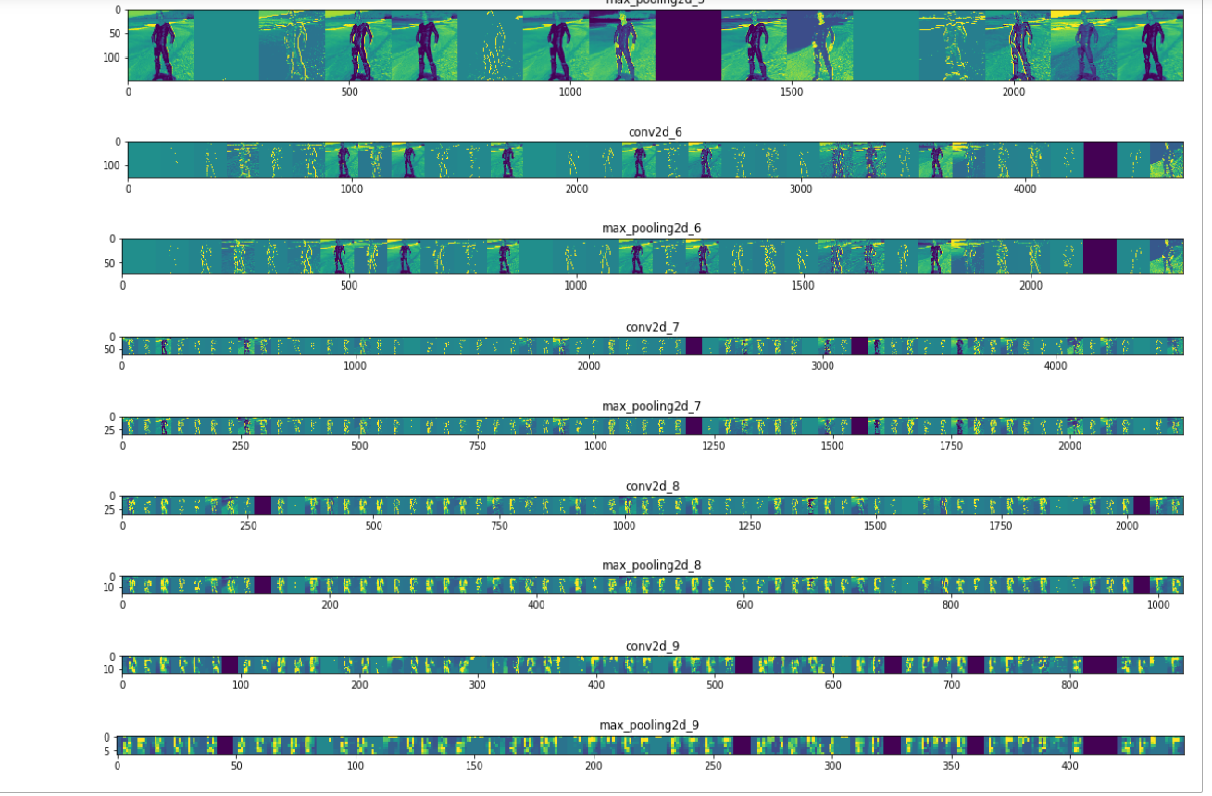 max_pooling2d_5
0
50
100
0 500 1000 1500 2000
conv2d_6
0
100
0 1000 2000 3000 4000
max_pooling2d_6
0
50
0 500 1000 1500 2000
conv2d_7
0
50
0 1000 2000 3000 4000
max_pooling2d_7
0
25
0 250 500 750 1000 1250 1500 1750 2000
conv2d_8
0
25
0 250 500 750 1000 1250 1500 1750 2000
max_pooling2d_8
0
10
0 200 400 600 800 1000
conv2d_9
0
10
0 100 200 300 400 500 600 700 800
max_pooling2d_9
0
5
0 50 100 150 200 250 300 350 400